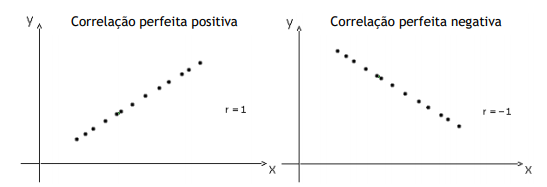 y Correlação perfeita positiva
r = 1
x
y Correlação perfeita negativa
r = −1
x